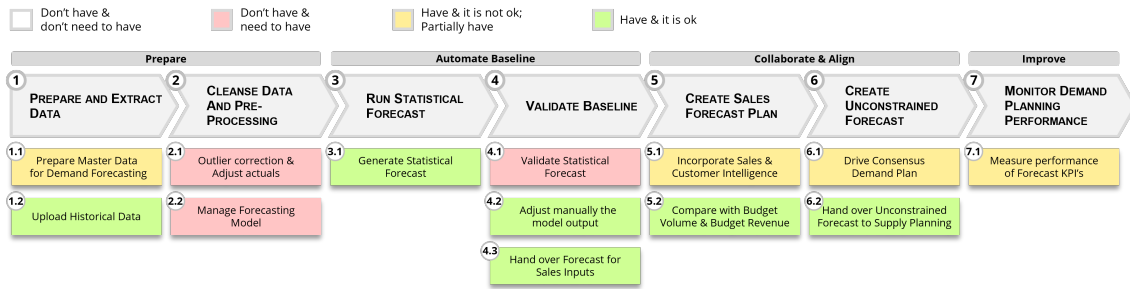 Don't have &
don't need to have
Don't have &
need to have
Have & it is not ok;
Partially have
Have & it is ok
Prepare
Automate Baseline
Collaborate & Align
Improve
1
PREPARE AND EXTRACT
DATA
2
CLEANSE DATA
AND PRE-
PROCESSING
3
RUN STATISTICAL
FORECAST
4
VALIDATE BASELINE
5
CREATE SALES
FORECAST PLAN
6
CREATE
UNCONSTRAINED
FORECAST
7
MONITOR DEMAND
PLANNING
PERFORMANCE
1.1
Prepare Master Data
for Demand Forecasting
2.1
Outlier correction &
Adjust actuals
3.1
Generate Statistical
Forecast
4.1
Validate Statistical
Forecast
5.1
Incorporate Sales &
Customer Intelligence
6.1
Drive Consensus
Demand Plan
7.1
Measure performance
of Forecast KPI's
1.2
Upload Historical Data
2.2
Manage Forecasting
Model
4.2
Adjust manually the
model output
5.2
Compare with Budget
Volume & Budget Revenue
6.2
Hand over Unconstrained
Forecast to Supply Planning
4.3
Hand over Forecast for
Sales Inputs